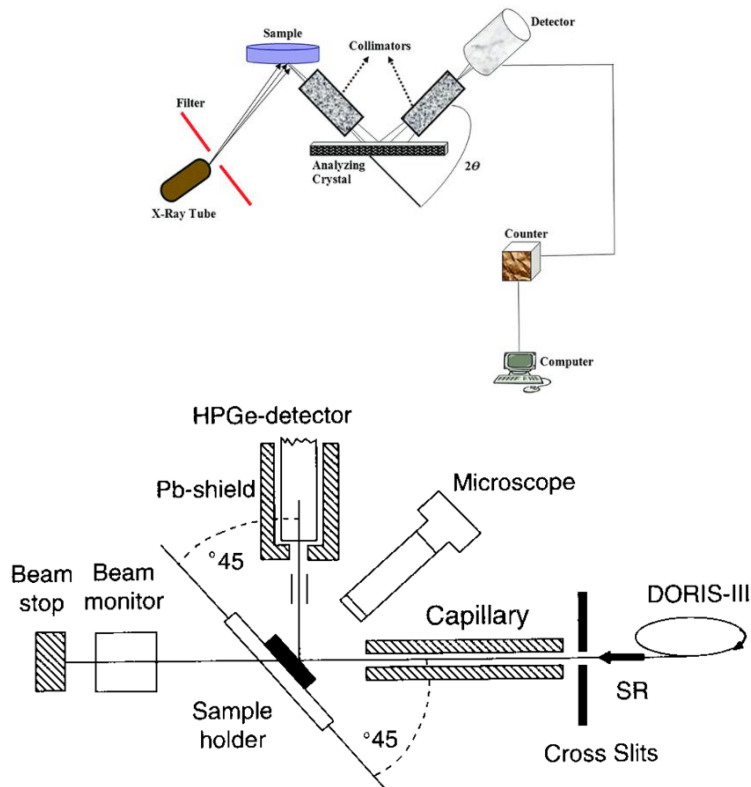 Detector
Sample
Collimators
Filter
2θ
Analyzing
Crystal
X-Ray Tube
Counter
Computer
HPGe-detector
Pb-shield
Microscope
°45
Beam
stop
Beam
monitor
Capillary
DORIS-III
SR
Sample
holder
°45
Cross Slits